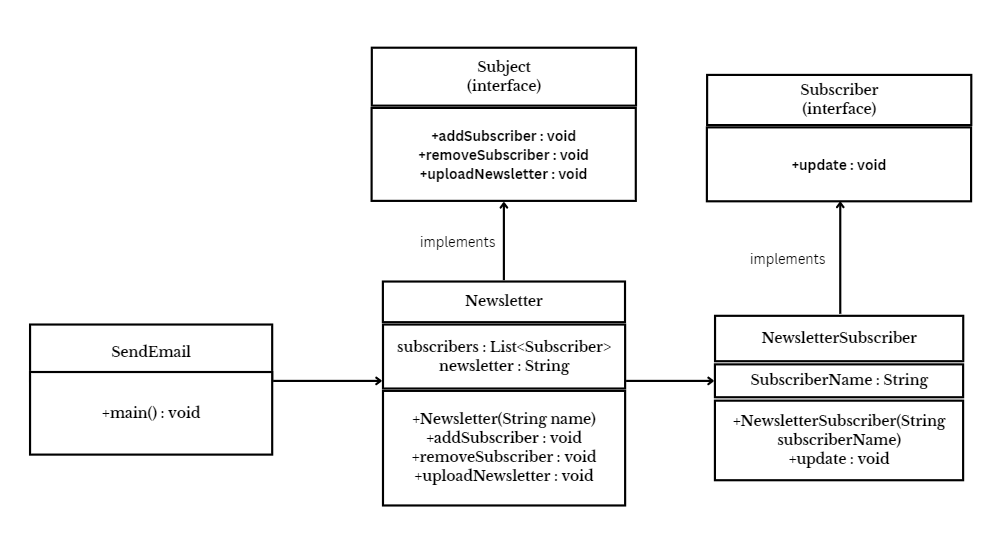 Subject
(interface)
+addSubscriber : void
+removeSubscriber : void
+uploadNewsletter : void
Subscriber
(interface)
+update : void
implements
implements
SendEmail
+main() : void
Newsletter
subscribers : List<Subscriber>
newsletter : String
+Newsletter(String name)
+addSubscriber : void
+removeSubscriber : void
+uploadNewsletter : void
NewsletterSubscriber
SubscriberName : String
+NewsletterSubscriber(String
subscriberName)
+update : void